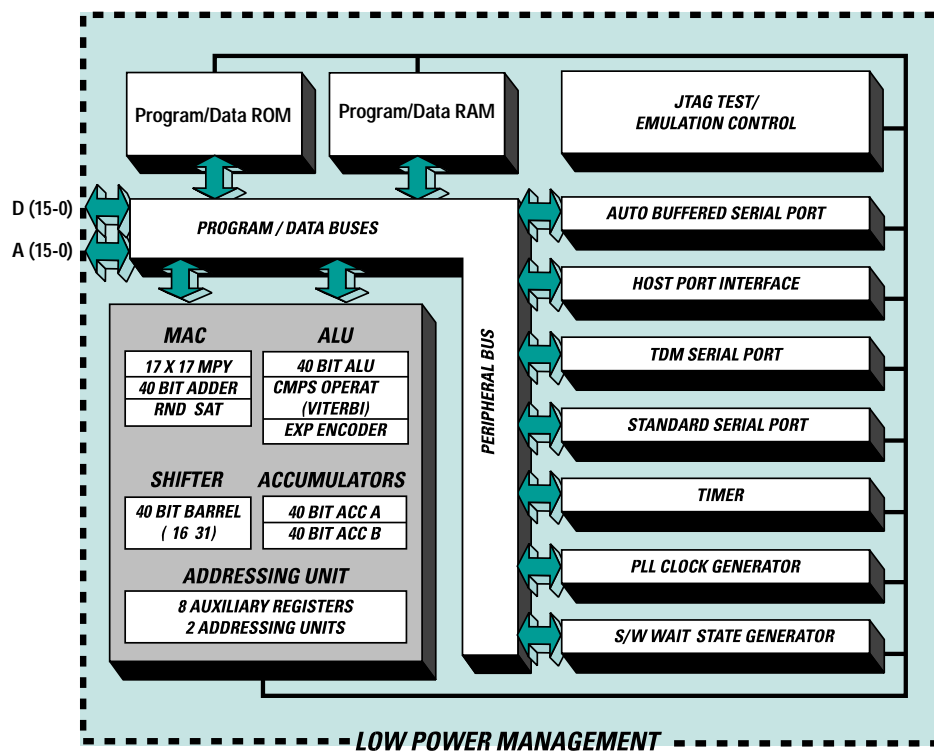 Program/Data ROM
Program/Data RAM
JTAG TEST/
EMULATION CONTROL
D (15-0)
A (15-0)
PROGRAM / DATA BUSES
PERIPHERAL BUS
AUTO BUFFERED SERIAL PORT
HOST PORT INTERFACE
TDM SERIAL PORT
STANDARD SERIAL PORT
TIMER
PLL CLOCK GENERATOR
S/W WAIT STATE GENERATOR
MAC
17 X 17 MPY
40 BIT ADDER
RND SAT
ALU
40 BIT ALU
CMPS OPERAT
(VITERBI)
EXP ENCODER
SHIFTER
40 BIT BARREL
( 16 31)
ACCUMULATORS
40 BIT ACC A
40 BIT ACC B
ADDRESSING UNIT
8 AUXILIARY REGISTERS
2 ADDRESSING UNITS
LOW POWER MANAGEMENT